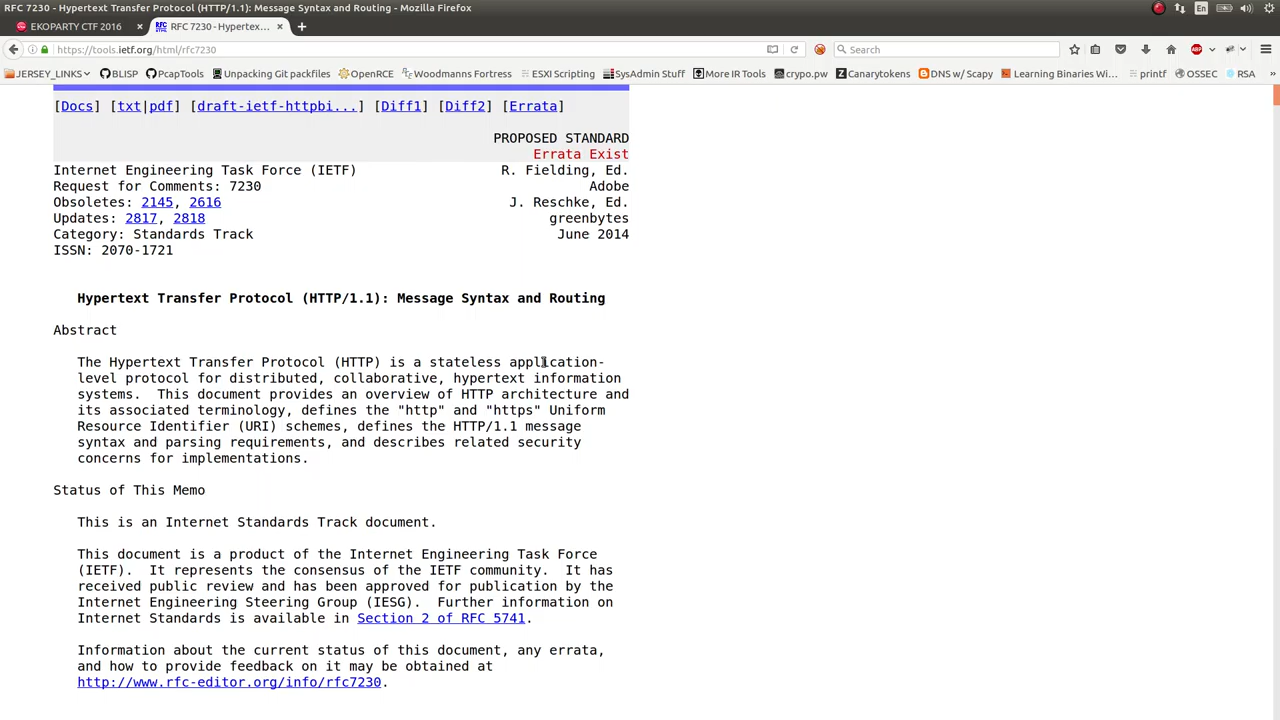 RFC 7230 - Hypertext Transfer Protocol (HTTP/1.1): Message Syntax and Routing - Mozilla Firefox
En
EKOPARTY CTF 2016
RFC 7230 - Hypertex...
https://tools.ietf.org/html/rfc7230
Search
JERSEY_LINKS BLISP PcapTools Unpacking Git packfiles OpenRCE Woodmanns Fortress ESXI Scripting SysAdmin Stuff More IR Tools crypo.pw Canarytokens DNS w/ Scapy Learning Binaries Wi... printf OSSEC RSA »
[Docs] [txt|pdf] [draft-ietf-httpbi...] [Diff1] [Diff2] [Errata]
PROPOSED STANDARD
Errata Exist
Internet Engineering Task Force (IETF) R. Fielding, Ed.
Request for Comments: 7230 Adobe
Obsoletes: 2145, 2616 J. Reschke, Ed.
Updates: 2817, 2818 greenbytes
Category: Standards Track June 2014
ISSN: 2070-1721
Hypertext Transfer Protocol (HTTP/1.1): Message Syntax and Routing
Abstract
The Hypertext Transfer Protocol (HTTP) is a stateless application-
level protocol for distributed, collaborative, hypertext information
systems. This document provides an overview of HTTP architecture and
its associated terminology, defines the "http" and "https" Uniform
Resource Identifier (URI) schemes, defines the HTTP/1.1 message
syntax and parsing requirements, and describes related security
concerns for implementations.
Status of This Memo
This is an Internet Standards Track document.
This document is a product of the Internet Engineering Task Force
(IETF). It represents the consensus of the IETF community. It has
received public review and has been approved for publication by the
Internet Engineering Steering Group (IESG). Further information on
Internet Standards is available in Section 2 of RFC 5741.
Information about the current status of this document, any errata,
and how to provide feedback on it may be obtained at
http://www.rfc-editor.org/info/rfc7230.